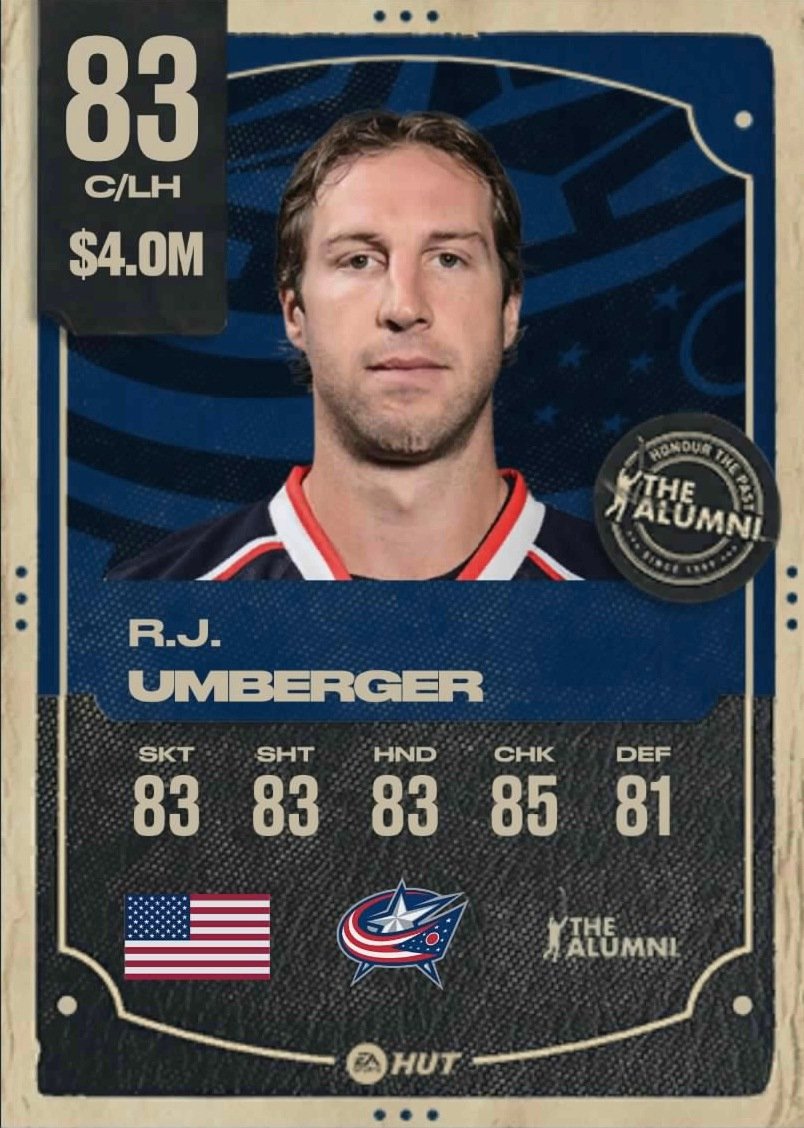 83
C/LH
$4.0M
HONOUR THE PAST
THE
ALUMNI
R.J.
UMBERGER
SKT SHT HND CHK DEF
83 83 83 85 81
THE
ALUMNI
EA
HUT